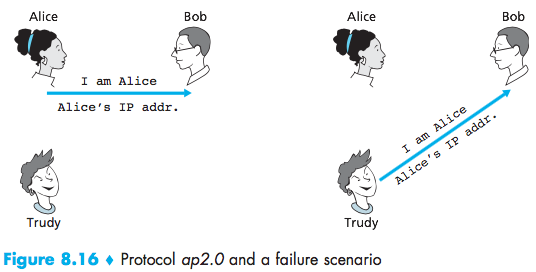 Alice
Bob
I am Alice
Alice's IP addr.
Trudy
Alice
Bob
I am Alice
Alice's IP addr.
Trudy
Figure 8.16 ♦ Protocol ap2.0 and a failure scenario